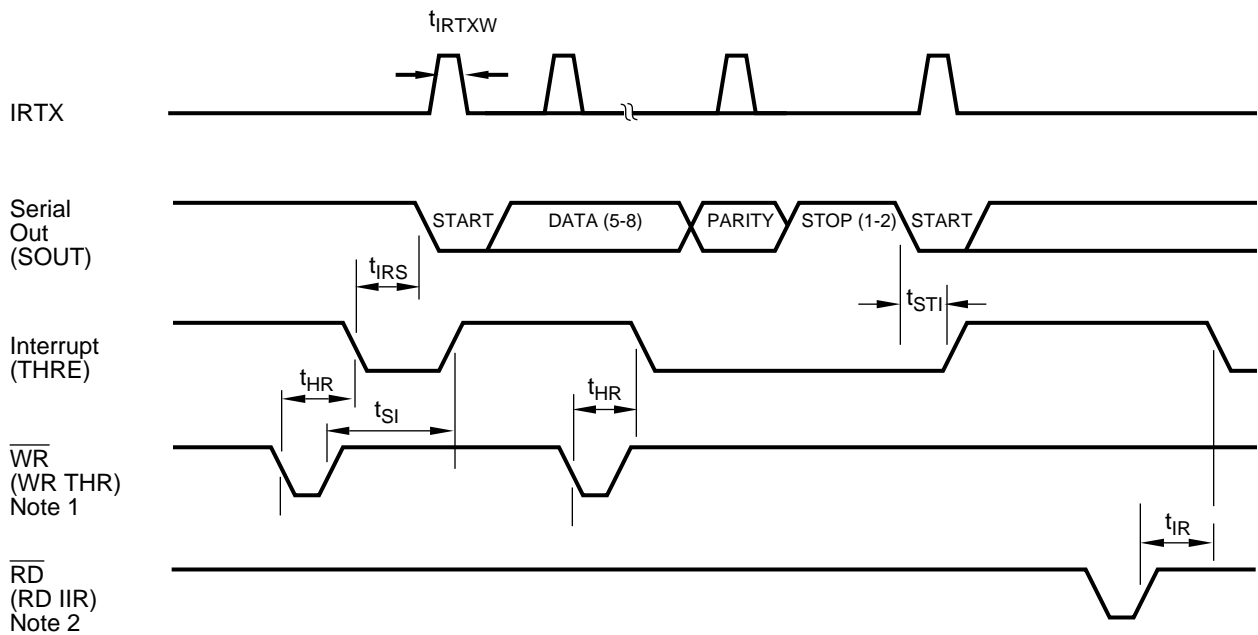 tIRTXW
IRTX
Serial
Out
(SOUT)
START
DATA (5-8)
PARITY
STOP (1-2)
START
tIRS
tSTI
Interrupt
(THRE)
tHR
tSI
tHR
WR
(WR THR)
Note 1
tIR
RD
(RD IIR)
Note 2